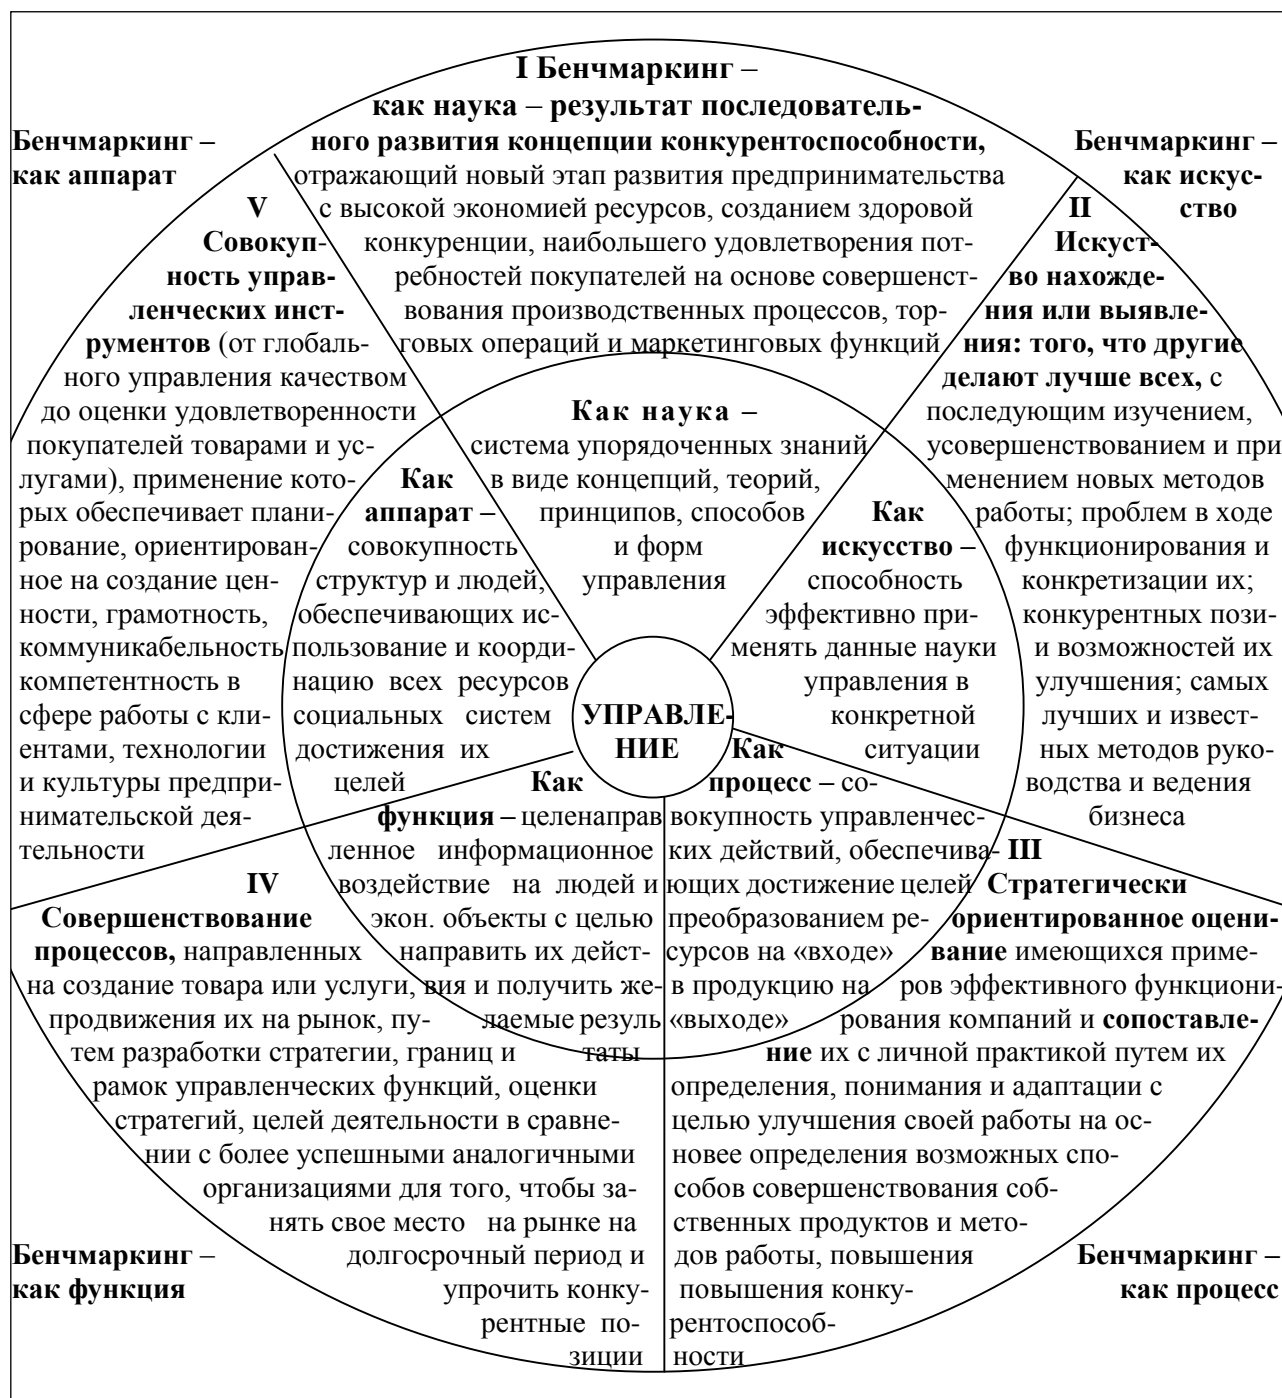 I Бенчмаркинг –
как наука – результат последователь-
ного развития концепции конкурентоспособности,
отражающий новый этап развития предпринимательства
с высокой экономией ресурсов, созданием здоровой
конкуренции, наибольшего удовлетворения пот-
ребностей покупателей на основе совершенст-
вования производственных процессов, тор-
говых операций и маркетинговых функций
Бенчмаркинг –
как искус-
ство
II
Искуст-
во нахожде-
ния или выявле-
ния: того, что другие
делают лучше всех, с
последующим изучением,
усовершенствованием и при
менением новых методов
работы; проблем в ходе
функционирования и
конкретизации их;
конкурентных пози-
и возможностей их
улучшения; самых
лучших и извест-
ных методов руко-
водства и ведения
бизнеса
Бенчмаркинг –
как аппарат
V
Совокуп-
ность управ-
ленческих инст-
рументов (от глобаль-
ного управления качеством
до оценки удовлетворенности
покупателей товарами и ус-
лугами), применение кото-
рых обеспечивает плани-
рование, ориентирован-
ное на создание цен-
ности, грамотность,
коммуникабельность
компетентность в
сфере работы с кли-
ентами, технологии
и культуры предпри-
нимательской дея-
тельности
Как наука –
система упорядоченных знаний
в виде концепций, теорий,
принципов, способов
и форм
управления
Как
аппарат –
совокупность
структур и людей,
обеспечивающих ис-
пользование и коорди-
нацию всех ресурсов
социальных систем
достижения их
целей
Как
искусство –
способность
эффективно при-
менять данные науки
управления в
конкретной
ситуации
УПРАВЛЕ-
НИЕ
Как
функция – целенаправ
ленное информационное
воздействие на людей и
экон. объекты с целью
направить их дейст-
вия и получить же-
лаемые резуль
таты
Как
процесс – со-
вокупность управленчес-
ких действий, обеспечива-
ющих достижение целей
преобразованием ре-
сурсов на «входе»
в продукцию на
«выходе»
IV
Совершенствование
процессов, направленных
на создание товара или услуги,
продвижения их на рынок, пу-
тем разработки стратегии, границ и
рамок управленческих функций, оценки
стратегий, целей деятельности в сравне-
нии с более успешными аналогичными
организациями для того, чтобы за-
нять свое место на рынке на
долгосрочный период и
упрочить конку-
рентные по-
зиции
Бенчмаркинг –
как функция
III
Стратегически
ориентированное оцени-
вание имеющихся приме-
ров эффективного функциони-
рования компаний и сопоставле-
ние их с личной практикой путем их
определения, понимания и адаптации с
целью улучшения своей работы на ос-
новее определения возможных спо-
собов совершенствования соб-
ственных продуктов и мето-
дов работы, повышения
повышения конку-
рентоспособ-
ности
Бенчмаркинг –
как процесс